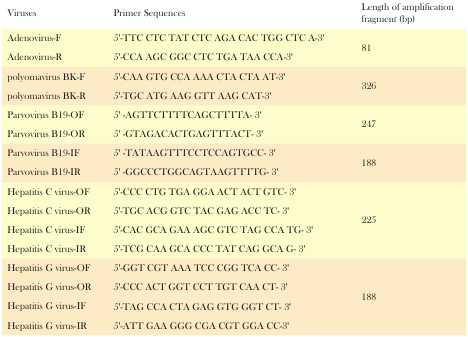 Viruses Primer Sequences Length of amplification fragment (bp)
Adenovirus-F 5'-TTC CTC TAT CTC AGA CAC TGG CTC A-3'
81
Adenovirus-R 5'-CCA AGC GGC CTC TGA TAA CCA-3'
polyomavirus BK-F 5'-CAA GTG CCA AAA CTA CTA AT-3'
326
polyomavirus BK-R 5'-TGC ATG AAG GTT AAG CAT-3'
Parvovirus B19-OF 5' -AGTTCTTTTCAGCTTTTA- 3'
247
Parvovirus B19-OR 5' -GTAGACACTGAGTTTACT- 3'
Parvovirus B19-IF 5' -TATAAGTTTCCTCCAGTGCC- 3'
188
Parvovirus B19-IR 5' -GGCCCTGGCAGTAAGTTTTG- 3'
Hepatitis C virus-OF 5'-CCC CTG TGA GGA ACT ACT GTC- 3'
Hepatitis C virus-OR 5'-TGC ACG GTC TAC GAG ACC TC- 3'
225
Hepatitis C virus-IF 5'-CAC GCA GAA AGC GTC TAG CCA TG- 3'
Hepatitis C virus-IR 5'-TCG CAA GCA CCC TAT CAG GCA G- 3'
Hepatitis G virus-OF 5'-GGT CGT AAA TCC CGG TCA CC- 3'
Hepatitis G virus-OR 5'-CCC ACT GGT CCT TGT CAA CT- 3'
188
Hepatitis G virus-IF 5'-TAG CCA CTA GAG GTG GGT CT- 3'
Hepatitis G virus-IR 5'-ATT GAA GGG CGA CGT GGA CC-3'